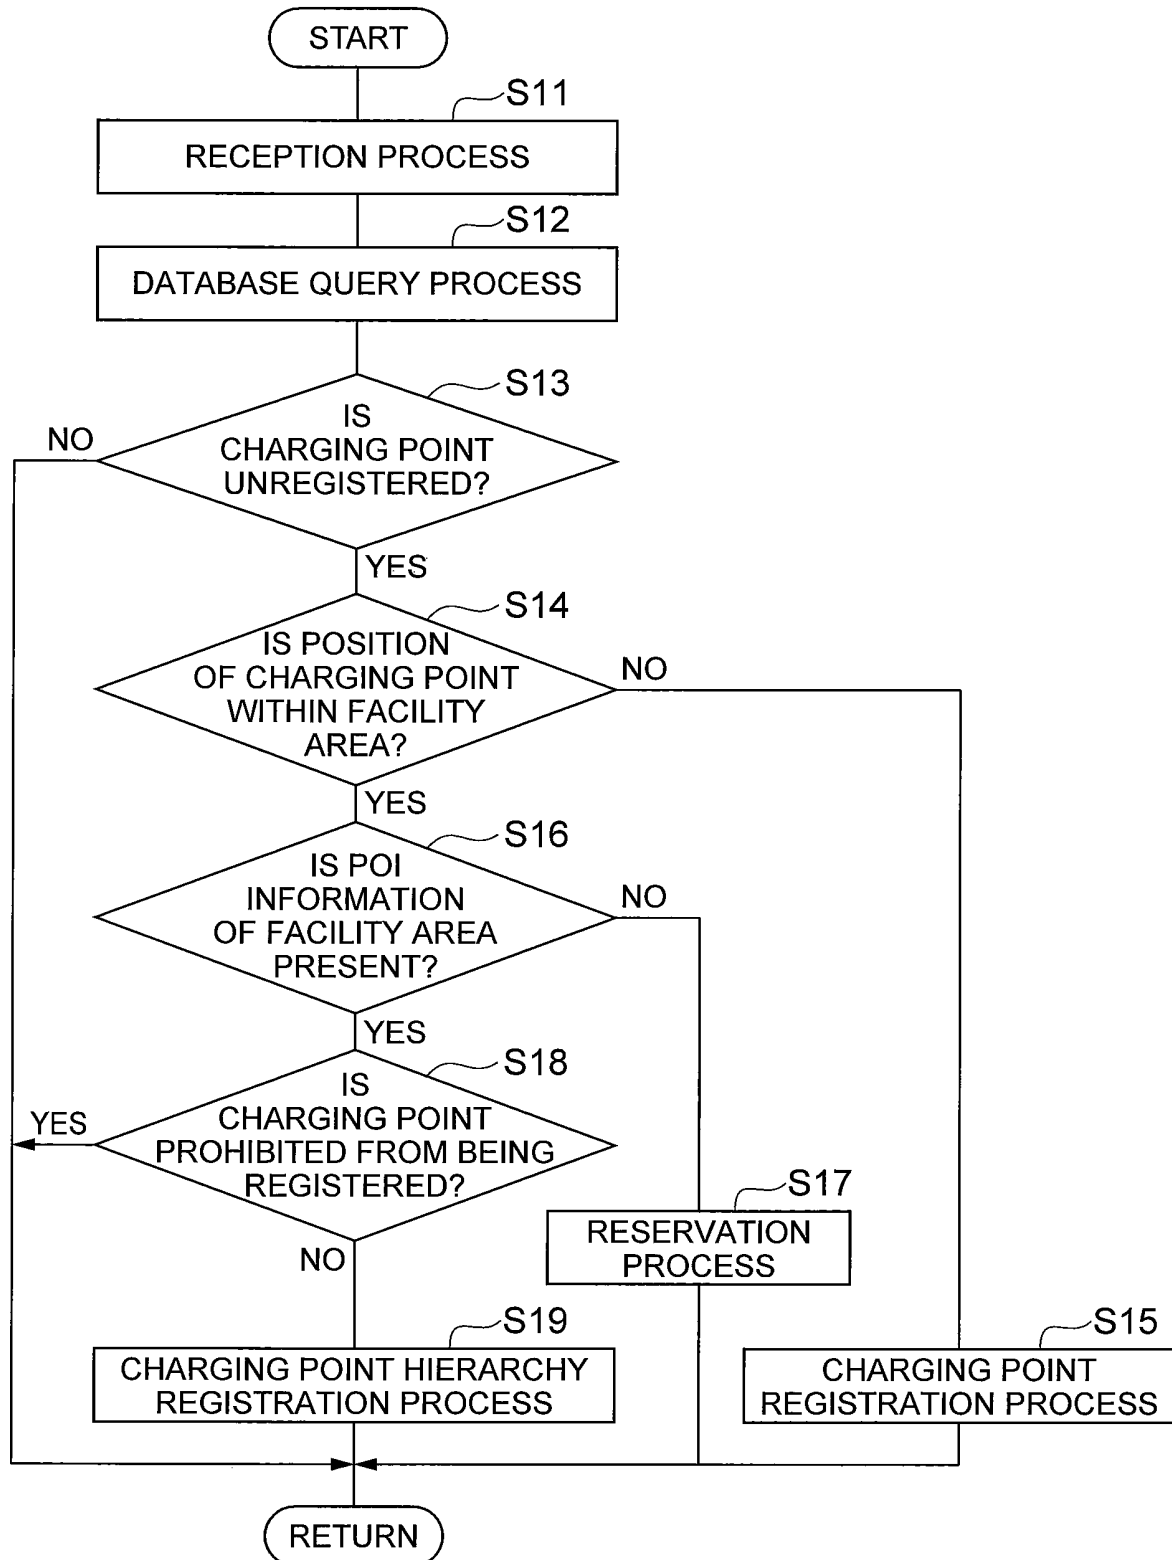 START
S11
RECEPTION PROCESS
S12
DATABASE QUERY PROCESS
S13
IS
CHARGING POINT
UNREGISTERED?
NO
YES
S14
IS POSITION
OF CHARGING POINT
WITHIN FACILITY
AREA?
NO
YES
S16
IS POI
INFORMATION
OF FACILITY AREA
PRESENT?
NO
YES
S18
IS
CHARGING POINT
PROHIBITED FROM BEING
REGISTERED?
YES
NO
S17
RESERVATION
PROCESS
S19
CHARGING POINT HIERARCHY
REGISTRATION PROCESS
S15
CHARGING POINT
REGISTRATION PROCESS
RETURN